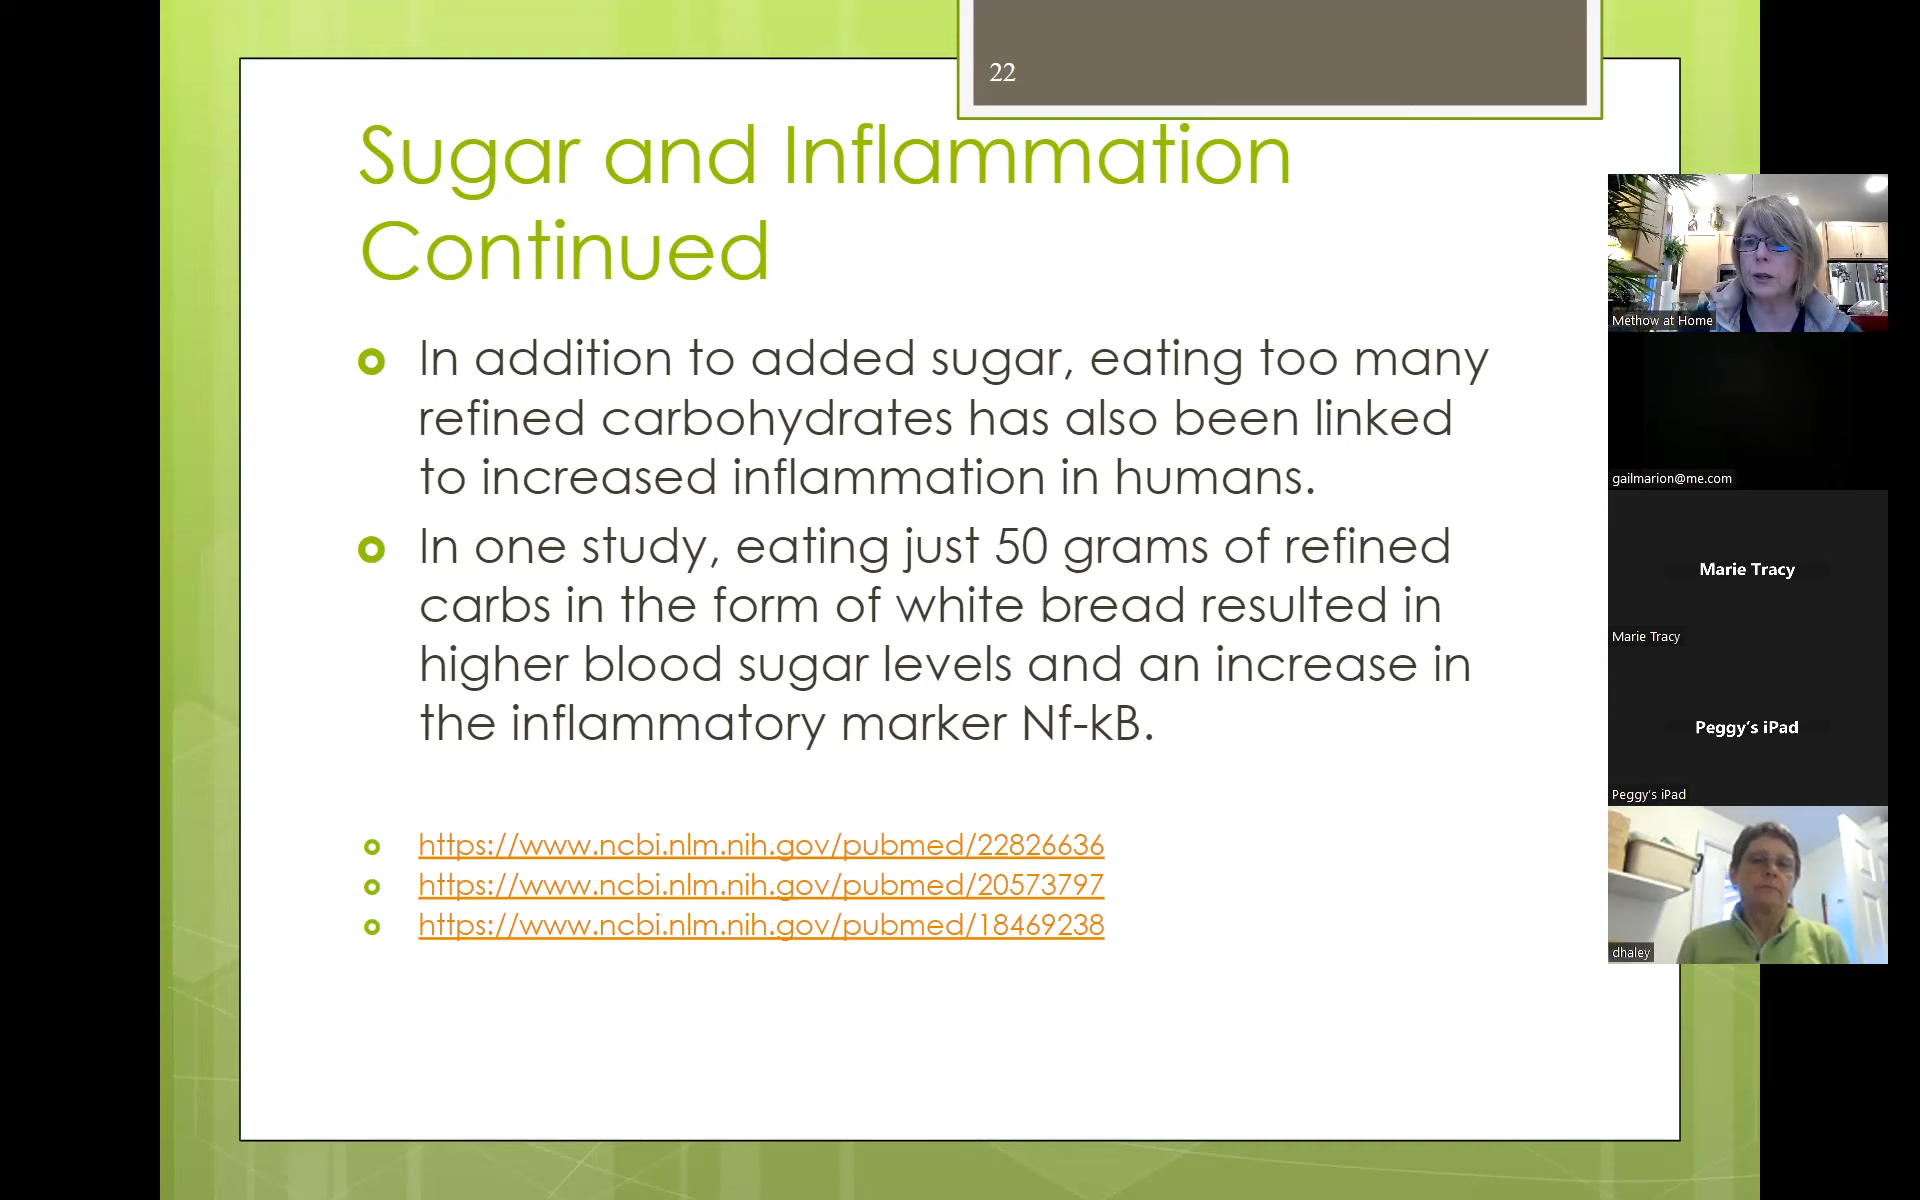 22
Sugar and Inflammation
Continued
In addition to added sugar, eating too many
refined carbohydrates has also been linked
to increased inflammation in humans.
In one study, eating just 50 grams of refined
carbs in the form of white bread resulted in
higher blood sugar levels and an increase in
the inflammatory marker Nf-kB.
https://www.ncbi.nlm.nih.gov/pubmed/22826636
https://www.ncbi.nlm.nih.gov/pubmed/20573797
https://www.ncbi.nlm.nih.gov/pubmed/18469238
Methow at Home
gailmarion@me.com
Marie Tracy
Marie Tracy
Peggy's iPad
Peggy's iPad
dhaley